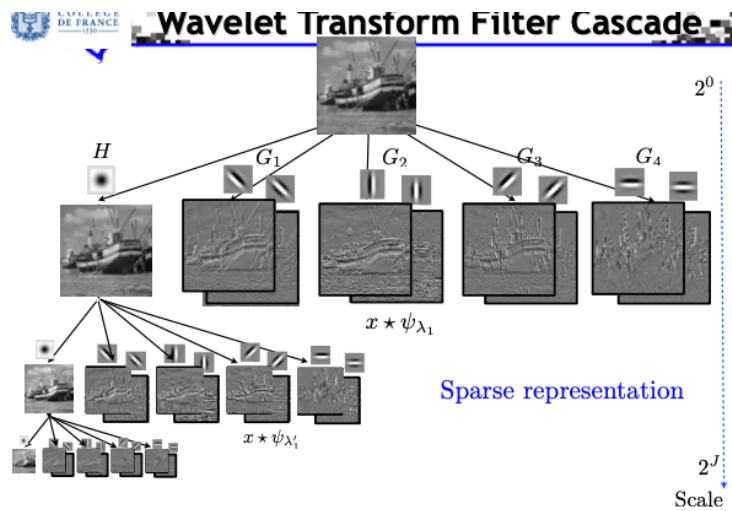 COLLEGE
DE FRANCE
1530
Wavelet Transform Filter Cascade
2^0
H
G_1
G_2
G_3
G_4
x ⋆ ψ_{λ_1}
Sparse representation
x ⋆ ψ_{λ'_1}
2^J
Scale